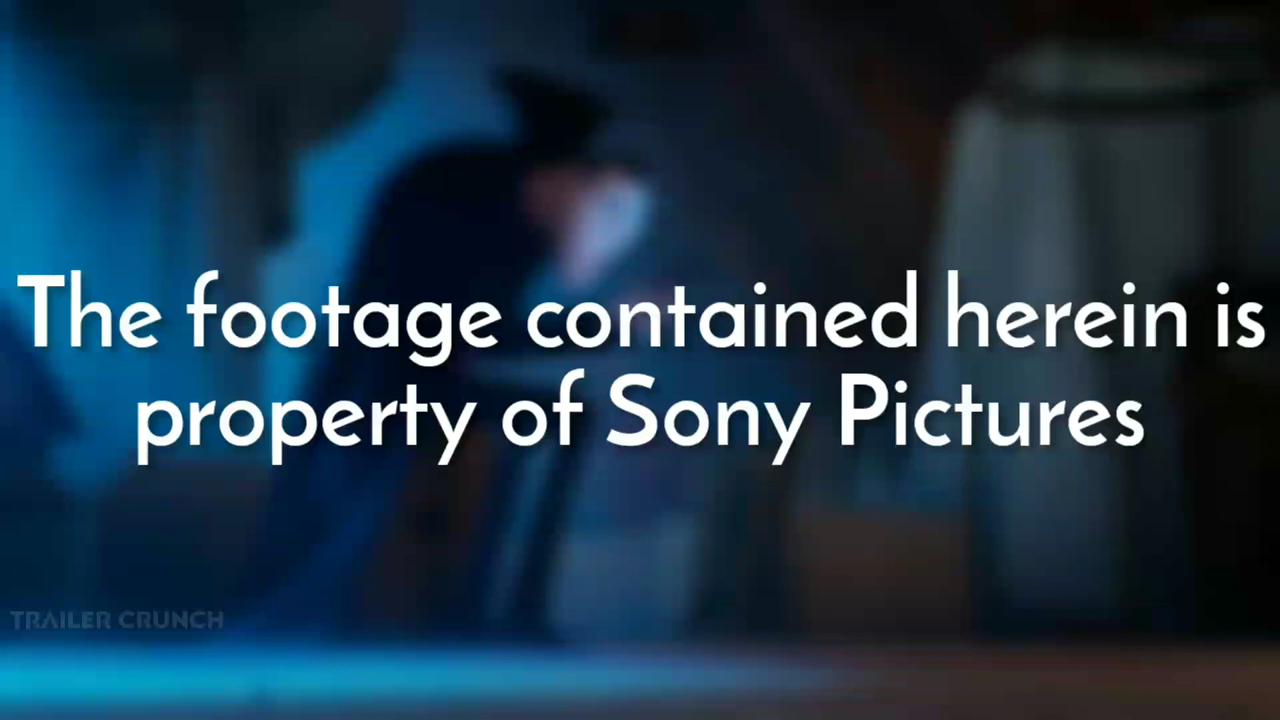 The footage contained herein is
property of Sony Pictures
TRAILER CRUNCH